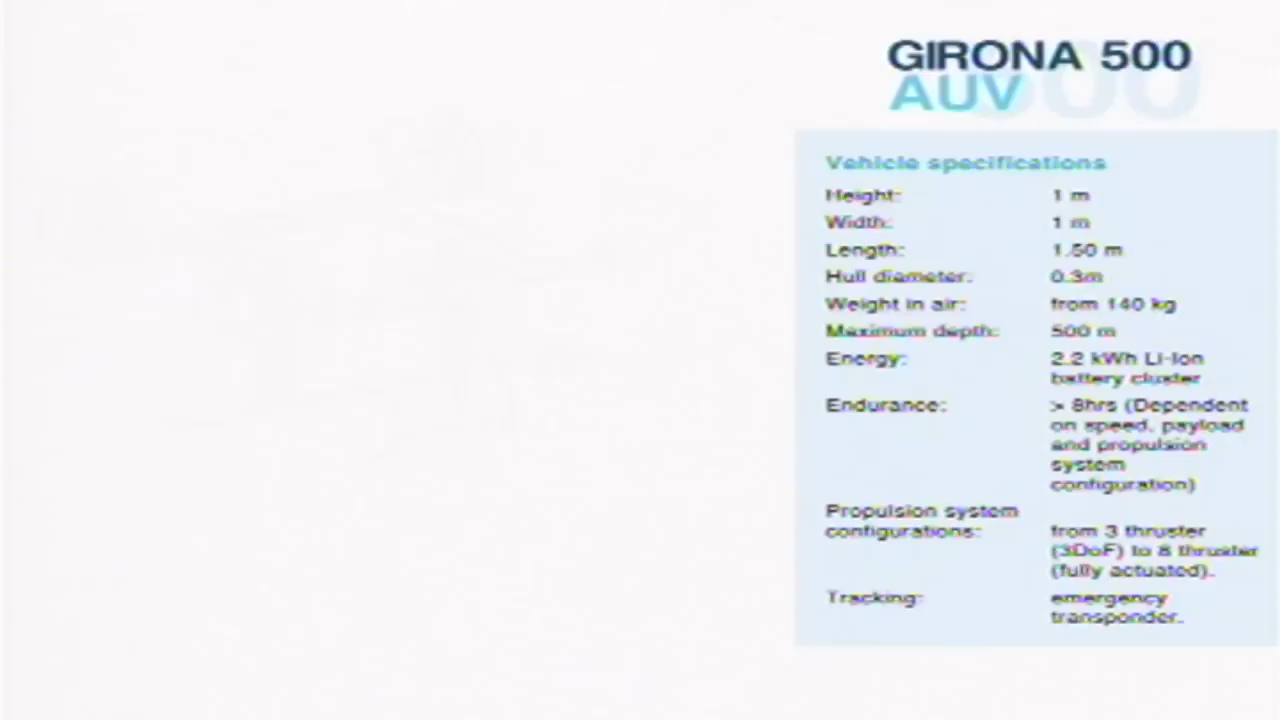 GIRONA 500
AUV
Vehicle specifications
Height: 1 m
Width: 1 m
Length: 1.50 m
Hull diameter: 0.3m
Weight in air: from 140 kg
Maximum depth: 500 m
Energy: 2.2 kWh Li-Ion
battery cluster
Endurance: > 8hrs (Dependent
on speed, payload
and propulsion
system
configuration)
Propulsion system
configurations: from 3 thruster
(3DoF) to 8 thruster
(fully actuated).
Tracking: emergency
transponder.